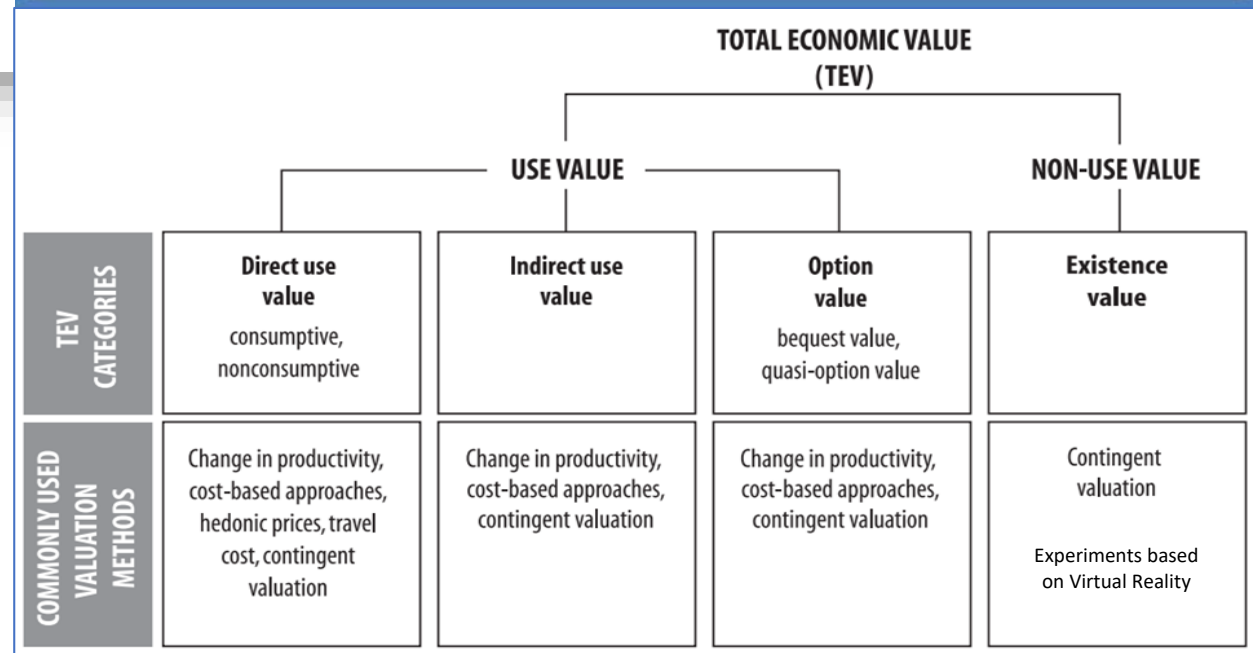 TOTAL ECONOMIC VALUE
(TEV)
USE VALUE
NON-USE VALUE
TEV
CATEGORIES
Direct use
value
consumptive,
nonconsumptive
Indirect use
value
Option
value
bequest value,
quasi-option value
Existence
value
COMMONLY USED
VALUATION
METHODS
Change in productivity,
cost-based approaches,
hedonic prices, travel
cost, contingent
valuation
Change in productivity,
cost-based approaches,
contingent valuation
Change in productivity,
cost-based approaches,
contingent valuation
Contingent
valuation
Experiments based
on Virtual Reality